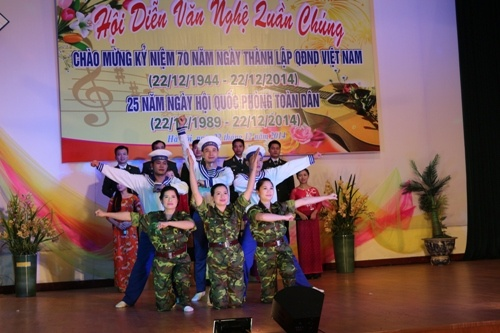 Hội Diễn Văn Nghệ Quần Chúng
CHÀO MỪNG KỶ NIỆM 70 NĂM NGÀY THÀNH LẬP QĐND VIỆT NAM
(22/12/1944 - 22/12/2014)
25 NĂM NGÀY HỘI QUỐC PHÒNG TOÀN DÂN
(22/12/1989 - 22/12/2014)
2014